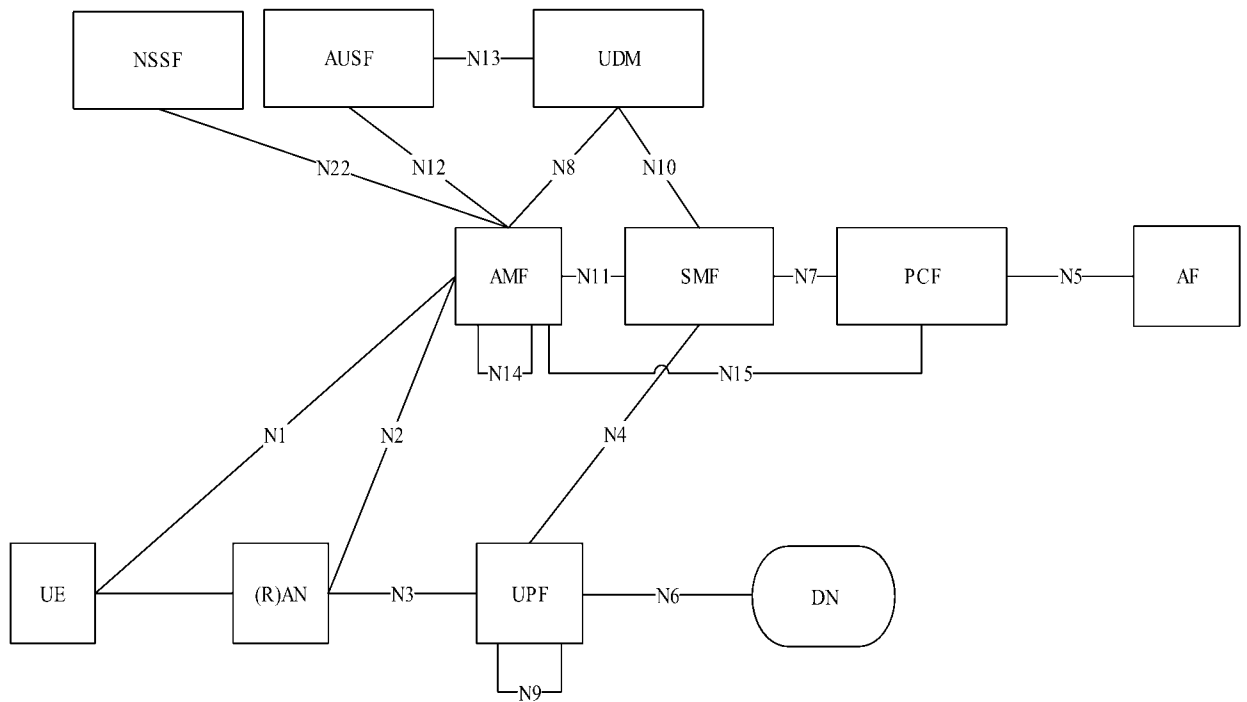 NSSF
AUSF
N13
UDM
N22
N12
N8
N10
AMF
N11
SMF
N7
PCF
N5
AF
N14
N15
N1
N2
N4
UE
(R)AN
N3
UPF
N6
DN
N9